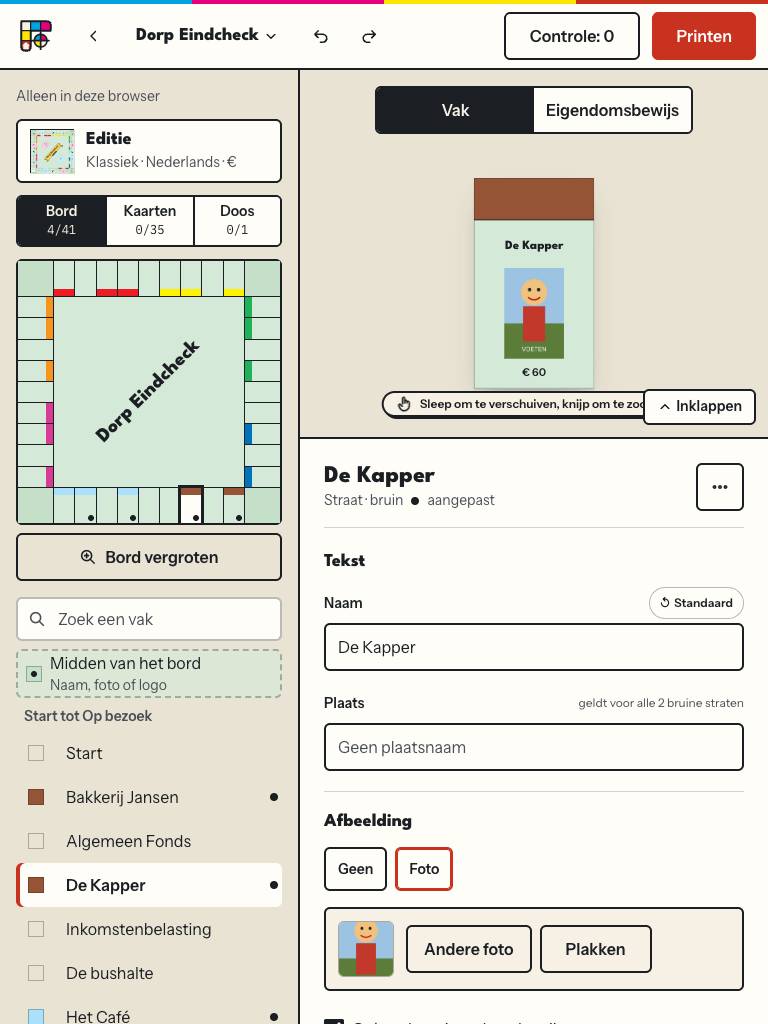 Dorp Eindcheck
Controle: 0
Printen
Alleen in deze browser
Editie
Klassiek · Nederlands · €
Bord
4/41
Kaarten
0/35
Doos
0/1
Dorp Eindcheck
Bord vergroten
Zoek een vak
Midden van het bord
Naam, foto of logo
Start tot Op bezoek
Start
Bakkerij Jansen
Algemeen Fonds
De Kapper
Inkomstenbelasting
De bushalte
Het Café
Vak
Eigendomsbewijs
De Kapper
VOETEN
€ 60
Sleep om te verschuiven, knijp om te
Inklappen
De Kapper
Straat · bruin ● aangepast
Tekst
Naam
Standaard
De Kapper
Plaats
geldt voor alle 2 bruine straten
Geen plaatsnaam
Afbeelding
Geen
Foto
Andere foto
Plakken